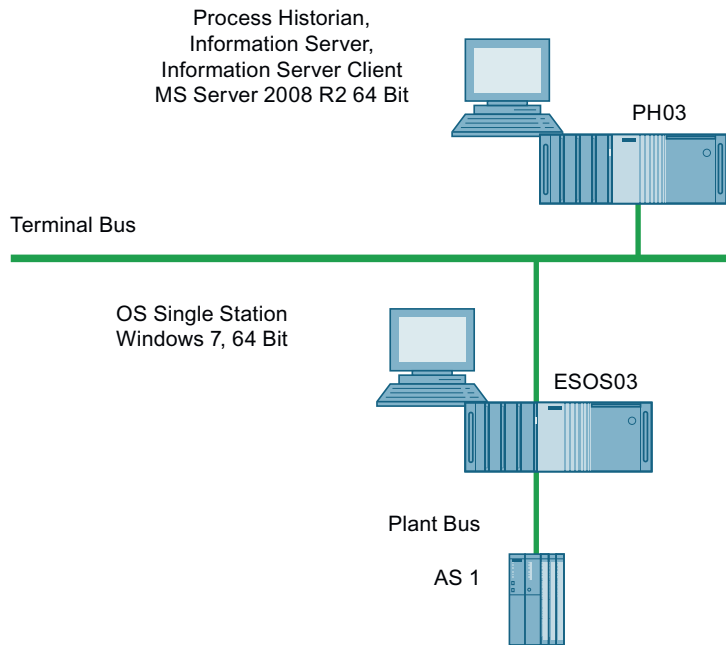 Process Historian,
Information Server,
Information Server Client
MS Server 2008 R2 64 Bit
PH03
Terminal Bus
OS Single Station
Windows 7, 64 Bit
ESOS03
Plant Bus
AS 1